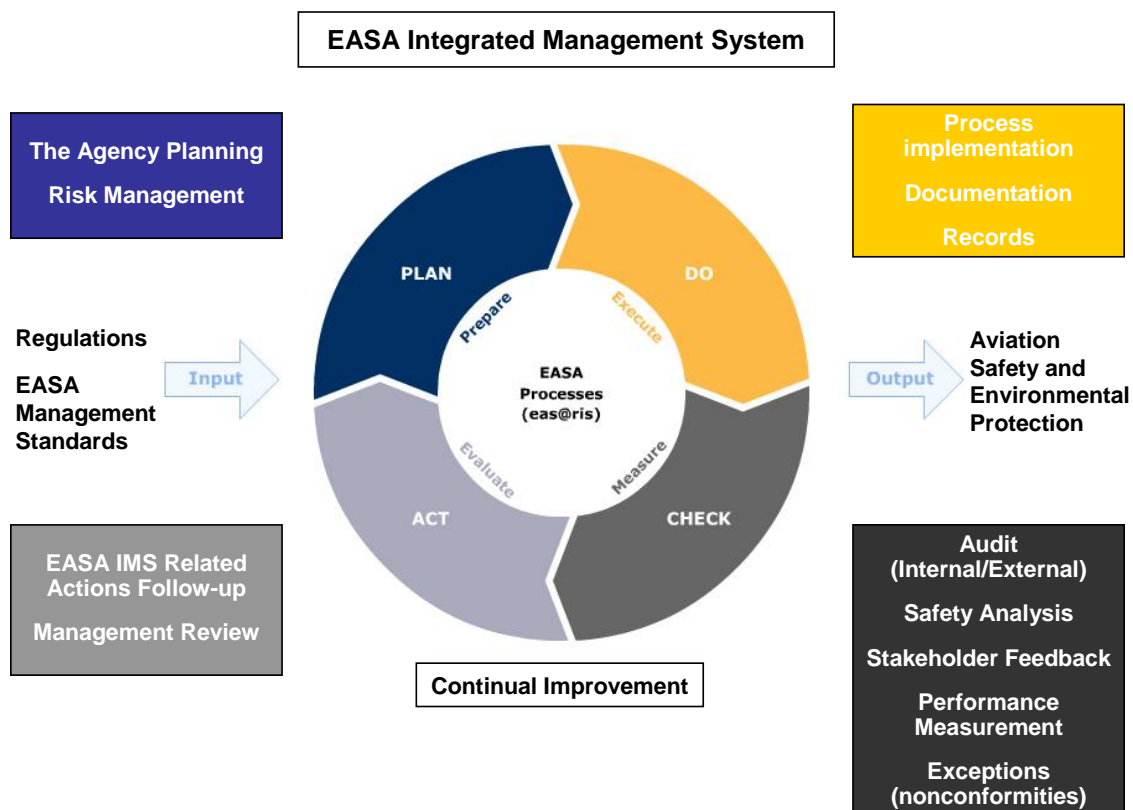 EASA Integrated Management System
The Agency Planning
Risk Management
Process
implementation
Documentation
Records
PLAN
DO
Prepare
Execute
Regulations
EASA
Management
Standards
Input
EASA
Processes
(eas@ris)
Output
Aviation
Safety and
Environmental
Protection
Evaluate
Measure
ACT
CHECK
EASA IMS Related
Actions Follow-up
Management Review
Continual Improvement
Audit
(Internal/External)
Safety Analysis
Stakeholder Feedback
Performance
Measurement
Exceptions
(nonconformities)